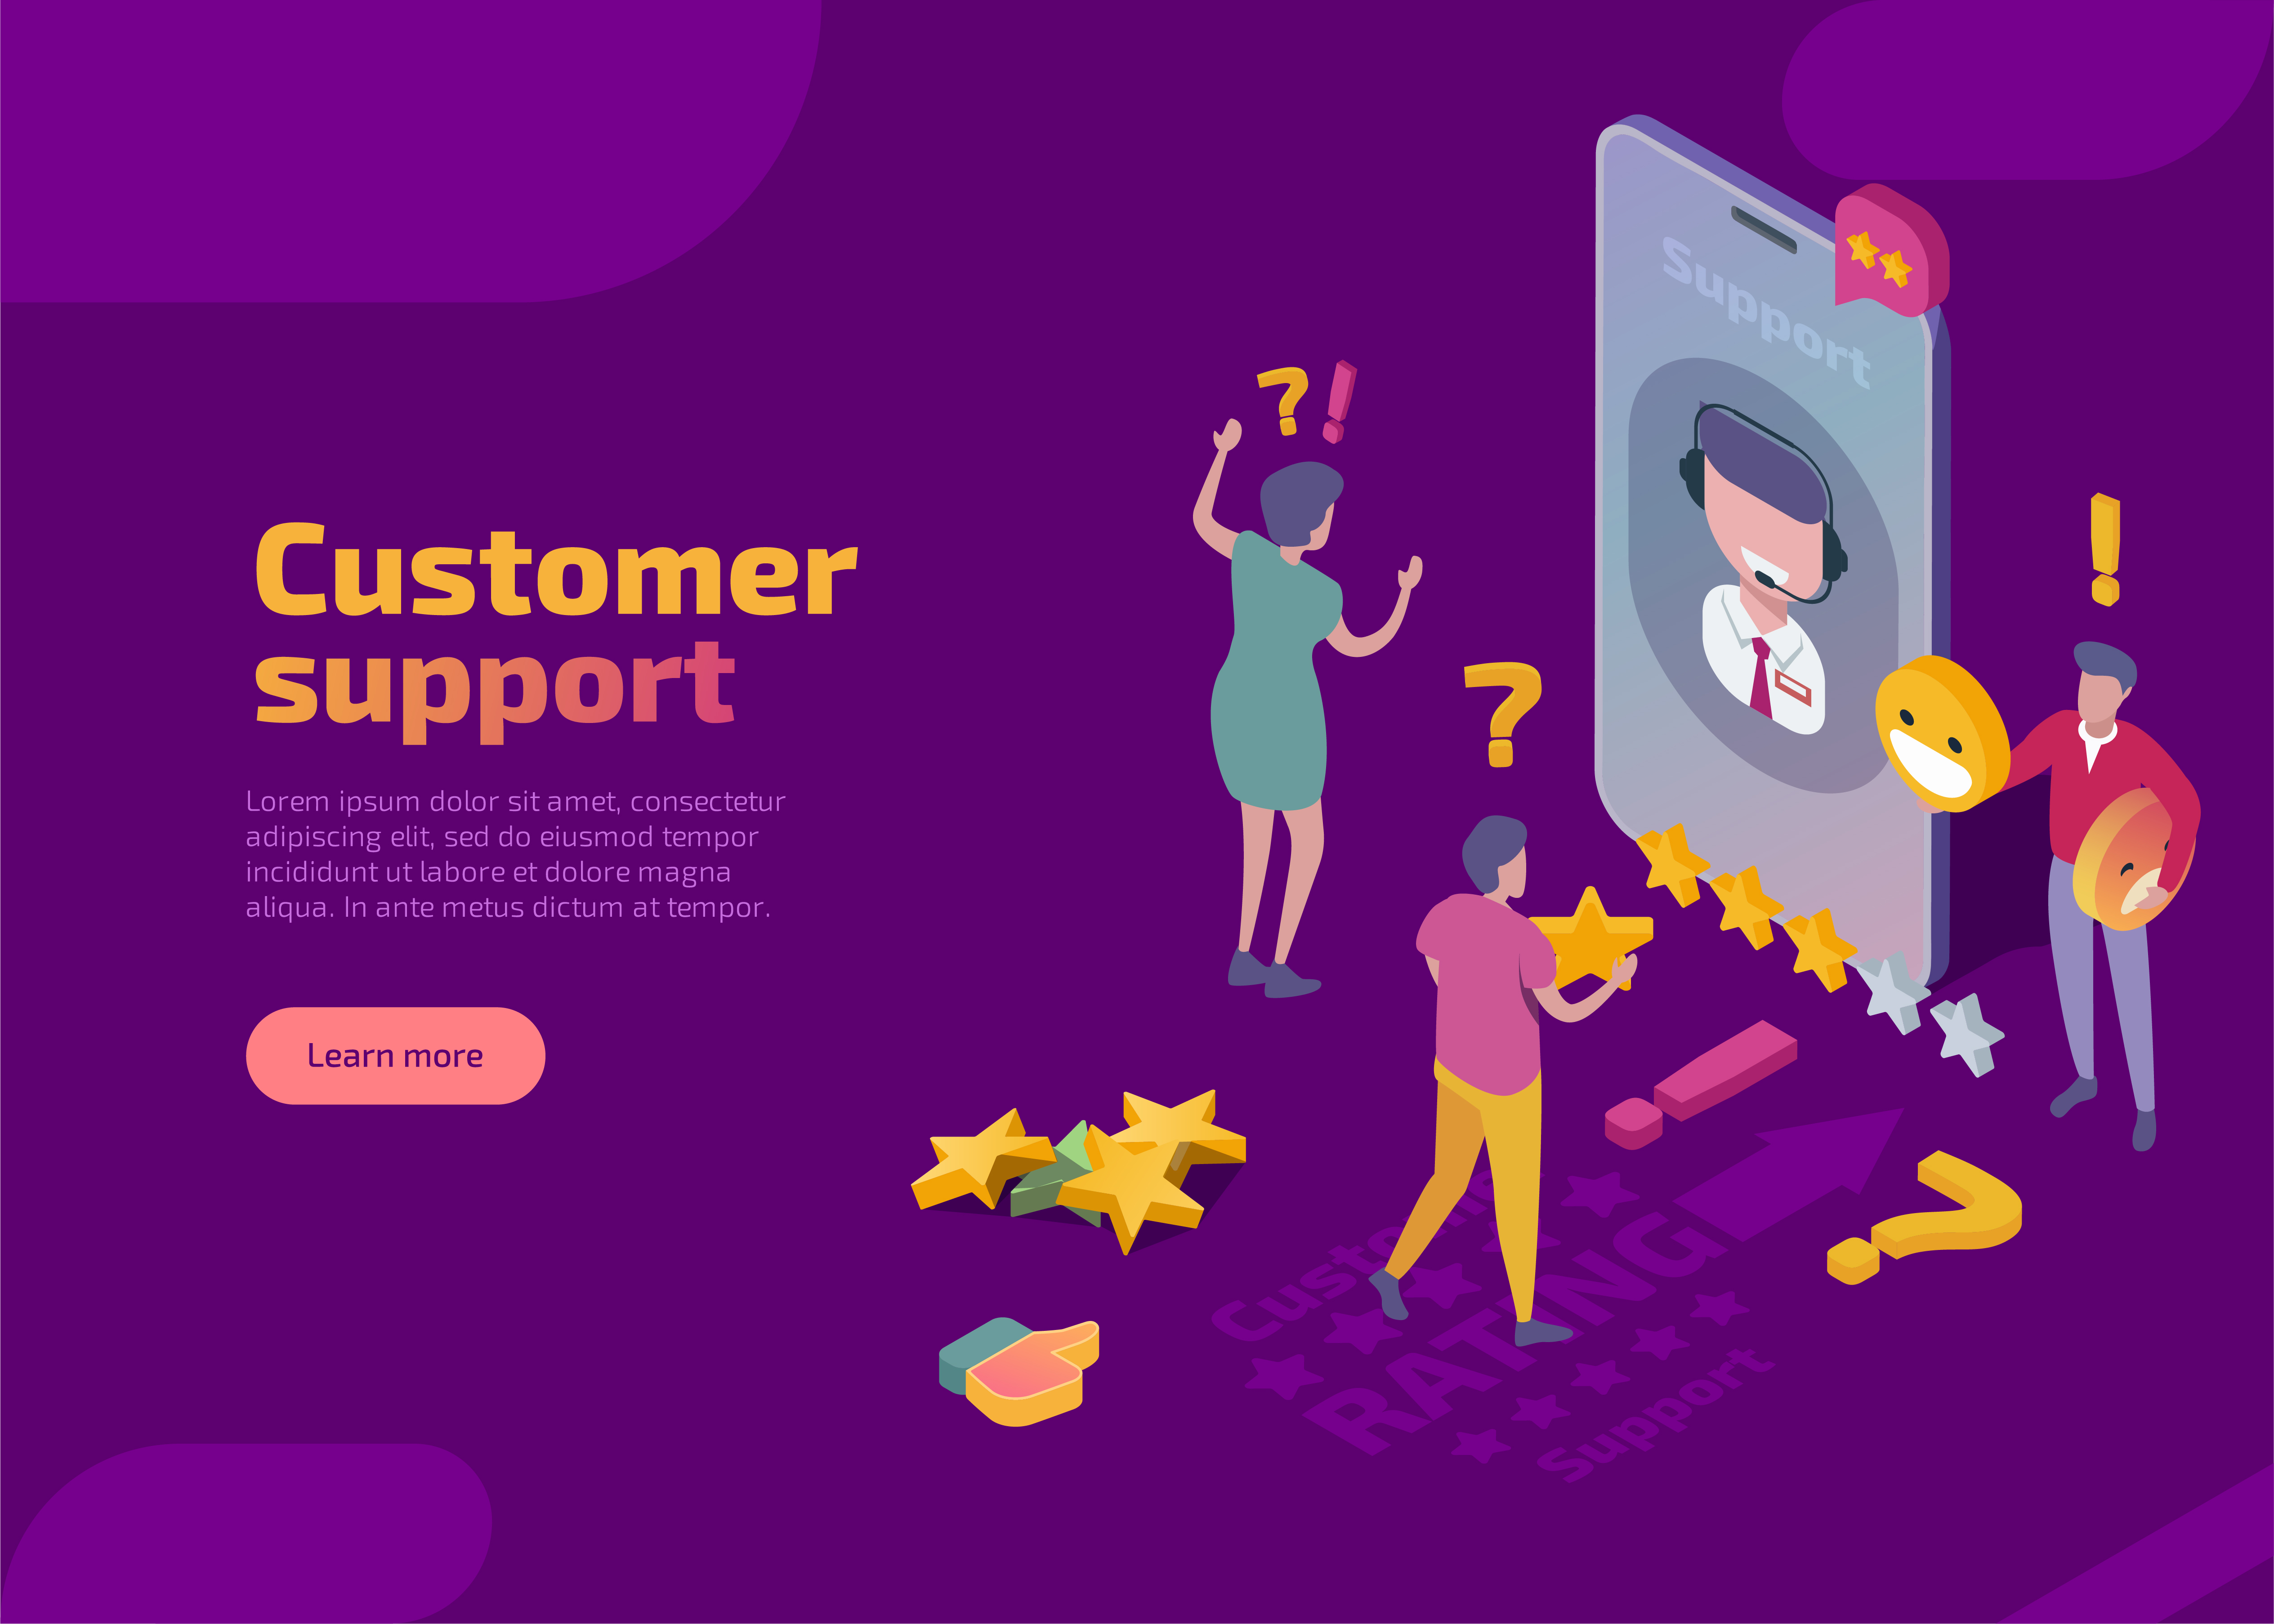 Customer
support
Lorem ipsum dolor sit amet, consectetur
adipiscing elit, sed do eiusmod tempor
incididunt ut labore et dolore magna
aliqua. In ante metus dictum at tempor.
Learn more
Support
?!
?
!
!
?
RATING
support